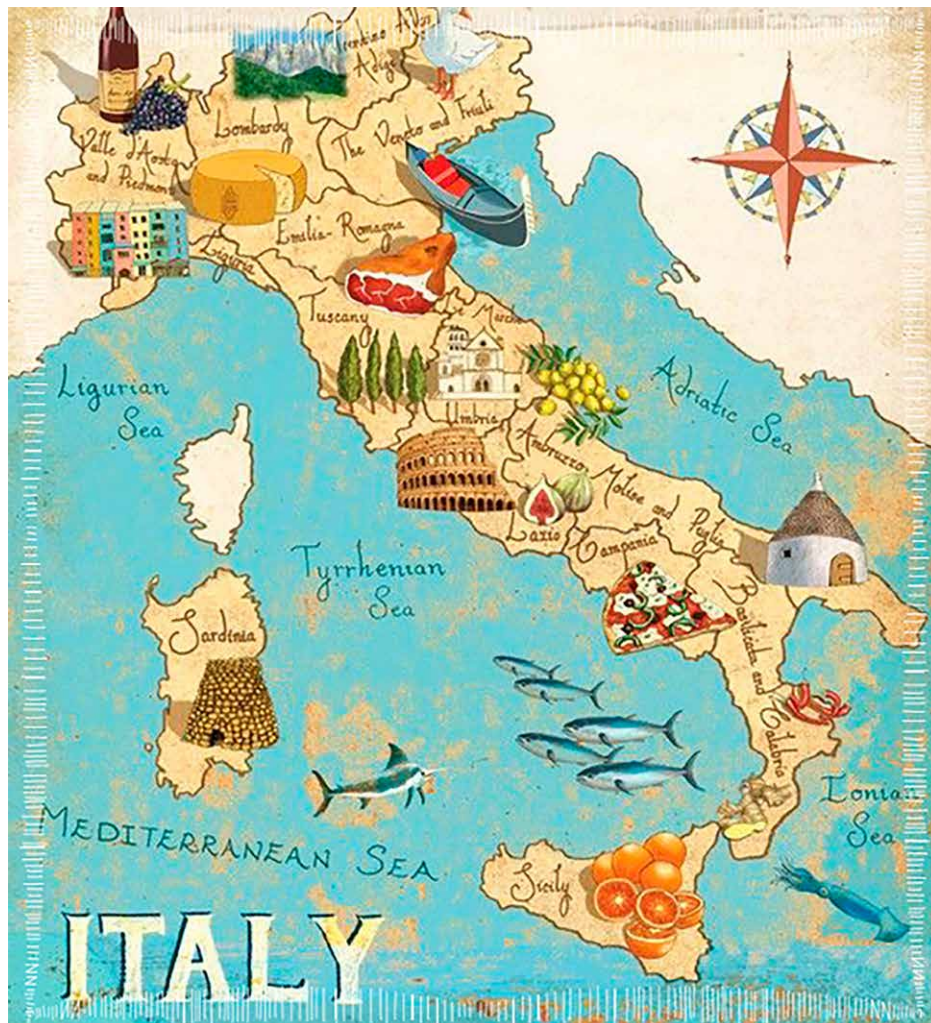 Trentino Alto
Adige
Lombardy
The Veneto and Friuli
Valle d'Aosta
and Piedmont
Emilia-Romagna
Liguria
Tuscany
Le Marche
Ligurian
Sea
Adriatic Sea
Umbria
Abruzzo, Molise and Puglia
Lazio
Campania
Tyrrhenian
Sea
Basilicata and Calabria
Sardinia
Ionian
Sea
MEDITERRANEAN SEA
Sicily
ITALY